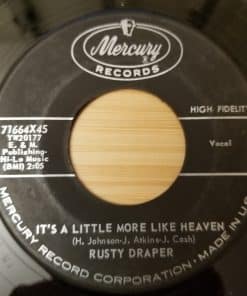 Mercury
RECORDS
HIGH FIDELITY
71664X45
YW20177
E. & M.
Publishing-
Hi-Lo Music
(BMI) 2:05
Vocal
IT'S A LITTLE MORE LIKE HEAVEN
(H. Johnson-J. Atkins-J. Cash)
RUSTY DRAPER
MERCURY RECORD CORPORATION • MADE IN U.S